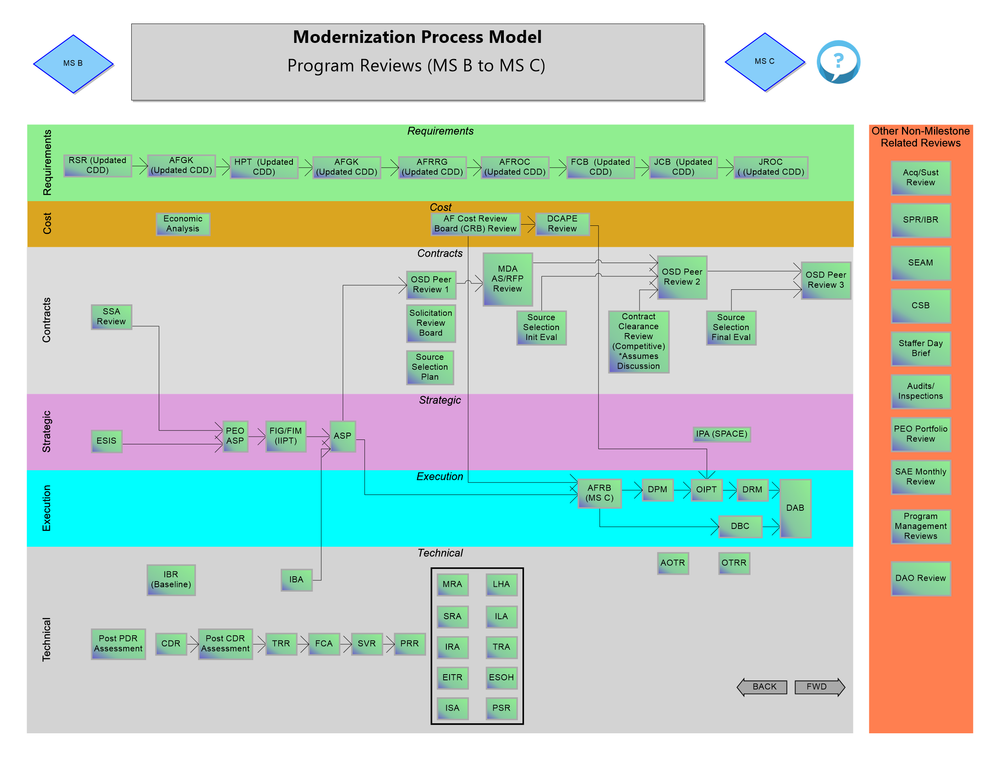 MS B
Modernization Process Model
Program Reviews (MS B to MS C)
MS C
?
Requirements
Requirements
RSR (Updated
CDD)
AFGK
(Updated CDD)
HPT (Updated
CDD)
AFGK
(Updated CDD)
AFRRG
(Updated CDD)
AFROC
(Updated CDD)
FCB (Updated
CDD)
JCB (Updated
CDD)
JROC
( (Updated CDD)
Cost
Cost
Economic
Analysis
AF Cost Review
Board (CRB) Review
DCAPE
Review
Contracts
Contracts
SSA
Review
OSD Peer
Review 1
Solicitation
Review
Board
Source
Selection
Plan
MDA
AS/RFP
Review
Source
Selection
Init Eval
Contract
Clearance
Review
(Competitive)
*Assumes
Discussion
OSD Peer
Review 2
Source
Selection
Final Eval
OSD Peer
Review 3
Strategic
Strategic
ESIS
PEO
ASP
FIG/FIM
(IIPT)
ASP
IPA (SPACE)
Execution
Execution
AFRB
(MS C)
DPM
OIPT
DRM
DAB
DBC
Technical
Technical
IBR
(Baseline)
IBA
AOTR
OTRR
Post PDR
Assessment
CDR
Post CDR
Assessment
TRR
FCA
SVR
PRR
MRA
LHA
SRA
ILA
IRA
TRA
EITR
ESOH
ISA
PSR
BACK
FWD
Other Non-Milestone
Related Reviews
Acq/Sust
Review
SPR/IBR
SEAM
CSB
Staffer Day
Brief
Audits/
Inspections
PEO Portfolio
Review
SAE Monthly
Review
Program
Management
Reviews
DAO Review